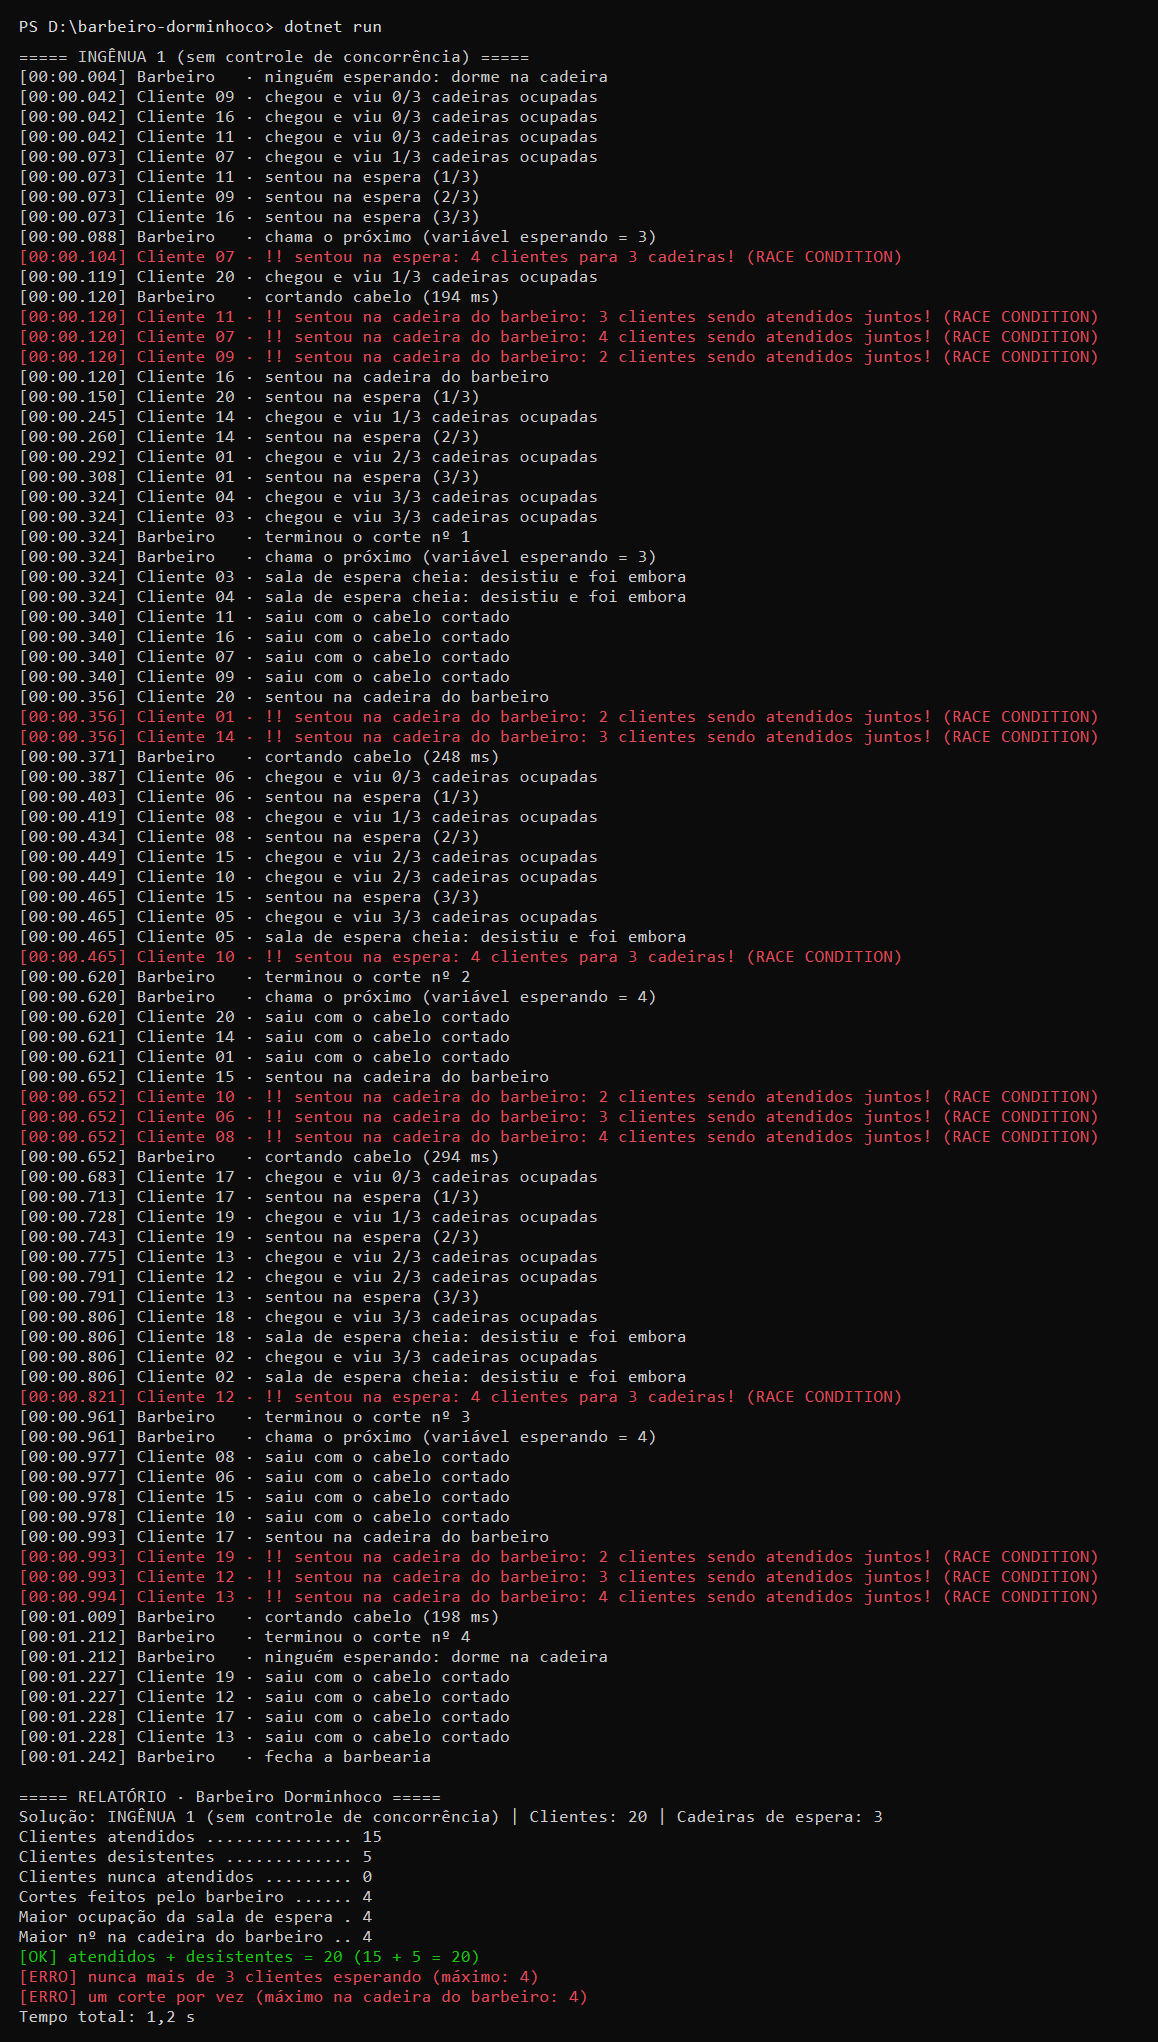 PS D:\barbeiro-dorminhoco> dotnet run
===== INGÊNUA 1 (sem controle de concorrência) =====
[00:00.004] Barbeiro   · ninguém esperando: dorme na cadeira
[00:00.042] Cliente 09 · chegou e viu 0/3 cadeiras ocupadas
[00:00.042] Cliente 16 · chegou e viu 0/3 cadeiras ocupadas
[00:00.042] Cliente 11 · chegou e viu 0/3 cadeiras ocupadas
[00:00.073] Cliente 07 · chegou e viu 1/3 cadeiras ocupadas
[00:00.073] Cliente 11 · sentou na espera (1/3)
[00:00.073] Cliente 09 · sentou na espera (2/3)
[00:00.073] Cliente 16 · sentou na espera (3/3)
[00:00.088] Barbeiro   · chama o próximo (variável esperando = 3)
[00:00.104] Cliente 07 · !! sentou na espera: 4 clientes para 3 cadeiras! (RACE CONDITION)
[00:00.119] Cliente 20 · chegou e viu 1/3 cadeiras ocupadas
[00:00.120] Barbeiro   · cortando cabelo (194 ms)
[00:00.120] Cliente 11 · !! sentou na cadeira do barbeiro: 3 clientes sendo atendidos juntos! (RACE CONDITION)
[00:00.120] Cliente 07 · !! sentou na cadeira do barbeiro: 4 clientes sendo atendidos juntos! (RACE CONDITION)
[00:00.120] Cliente 09 · !! sentou na cadeira do barbeiro: 2 clientes sendo atendidos juntos! (RACE CONDITION)
[00:00.120] Cliente 16 · sentou na cadeira do barbeiro
[00:00.150] Cliente 20 · sentou na espera (1/3)
[00:00.245] Cliente 14 · chegou e viu 1/3 cadeiras ocupadas
[00:00.260] Cliente 14 · sentou na espera (2/3)
[00:00.292] Cliente 01 · chegou e viu 2/3 cadeiras ocupadas
[00:00.308] Cliente 01 · sentou na espera (3/3)
[00:00.324] Cliente 04 · chegou e viu 3/3 cadeiras ocupadas
[00:00.324] Cliente 03 · chegou e viu 3/3 cadeiras ocupadas
[00:00.324] Barbeiro   · terminou o corte nº 1
[00:00.324] Barbeiro   · chama o próximo (variável esperando = 3)
[00:00.324] Cliente 03 · sala de espera cheia: desistiu e foi embora
[00:00.324] Cliente 04 · sala de espera cheia: desistiu e foi embora
[00:00.340] Cliente 11 · saiu com o cabelo cortado
[00:00.340] Cliente 16 · saiu com o cabelo cortado
[00:00.340] Cliente 07 · saiu com o cabelo cortado
[00:00.340] Cliente 09 · saiu com o cabelo cortado
[00:00.356] Cliente 20 · sentou na cadeira do barbeiro
[00:00.356] Cliente 01 · !! sentou na cadeira do barbeiro: 2 clientes sendo atendidos juntos! (RACE CONDITION)
[00:00.356] Cliente 14 · !! sentou na cadeira do barbeiro: 3 clientes sendo atendidos juntos! (RACE CONDITION)
[00:00.371] Barbeiro   · cortando cabelo (248 ms)
[00:00.387] Cliente 06 · chegou e viu 0/3 cadeiras ocupadas
[00:00.403] Cliente 06 · sentou na espera (1/3)
[00:00.419] Cliente 08 · chegou e viu 1/3 cadeiras ocupadas
[00:00.434] Cliente 08 · sentou na espera (2/3)
[00:00.449] Cliente 15 · chegou e viu 2/3 cadeiras ocupadas
[00:00.449] Cliente 10 · chegou e viu 2/3 cadeiras ocupadas
[00:00.465] Cliente 15 · sentou na espera (3/3)
[00:00.465] Cliente 05 · chegou e viu 3/3 cadeiras ocupadas
[00:00.465] Cliente 05 · sala de espera cheia: desistiu e foi embora
[00:00.465] Cliente 10 · !! sentou na espera: 4 clientes para 3 cadeiras! (RACE CONDITION)
[00:00.620] Barbeiro   · terminou o corte nº 2
[00:00.620] Barbeiro   · chama o próximo (variável esperando = 4)
[00:00.620] Cliente 20 · saiu com o cabelo cortado
[00:00.621] Cliente 14 · saiu com o cabelo cortado
[00:00.621] Cliente 01 · saiu com o cabelo cortado
[00:00.652] Cliente 15 · sentou na cadeira do barbeiro
[00:00.652] Cliente 10 · !! sentou na cadeira do barbeiro: 2 clientes sendo atendidos juntos! (RACE CONDITION)
[00:00.652] Cliente 06 · !! sentou na cadeira do barbeiro: 3 clientes sendo atendidos juntos! (RACE CONDITION)
[00:00.652] Cliente 08 · !! sentou na cadeira do barbeiro: 4 clientes sendo atendidos juntos! (RACE CONDITION)
[00:00.652] Barbeiro   · cortando cabelo (294 ms)
[00:00.683] Cliente 17 · chegou e viu 0/3 cadeiras ocupadas
[00:00.713] Cliente 17 · sentou na espera (1/3)
[00:00.728] Cliente 19 · chegou e viu 1/3 cadeiras ocupadas
[00:00.743] Cliente 19 · sentou na espera (2/3)
[00:00.775] Cliente 13 · chegou e viu 2/3 cadeiras ocupadas
[00:00.791] Cliente 12 · chegou e viu 2/3 cadeiras ocupadas
[00:00.791] Cliente 13 · sentou na espera (3/3)
[00:00.806] Cliente 18 · chegou e viu 3/3 cadeiras ocupadas
[00:00.806] Cliente 18 · sala de espera cheia: desistiu e foi embora
[00:00.806] Cliente 02 · chegou e viu 3/3 cadeiras ocupadas
[00:00.806] Cliente 02 · sala de espera cheia: desistiu e foi embora
[00:00.821] Cliente 12 · !! sentou na espera: 4 clientes para 3 cadeiras! (RACE CONDITION)
[00:00.961] Barbeiro   · terminou o corte nº 3
[00:00.961] Barbeiro   · chama o próximo (variável esperando = 4)
[00:00.977] Cliente 08 · saiu com o cabelo cortado
[00:00.977] Cliente 06 · saiu com o cabelo cortado
[00:00.978] Cliente 15 · saiu com o cabelo cortado
[00:00.978] Cliente 10 · saiu com o cabelo cortado
[00:00.993] Cliente 17 · sentou na cadeira do barbeiro
[00:00.993] Cliente 19 · !! sentou na cadeira do barbeiro: 2 clientes sendo atendidos juntos! (RACE CONDITION)
[00:00.993] Cliente 12 · !! sentou na cadeira do barbeiro: 3 clientes sendo atendidos juntos! (RACE CONDITION)
[00:00.994] Cliente 13 · !! sentou na cadeira do barbeiro: 4 clientes sendo atendidos juntos! (RACE CONDITION)
[00:01.009] Barbeiro   · cortando cabelo (198 ms)
[00:01.212] Barbeiro   · terminou o corte nº 4
[00:01.212] Barbeiro   · ninguém esperando: dorme na cadeira
[00:01.227] Cliente 19 · saiu com o cabelo cortado
[00:01.227] Cliente 12 · saiu com o cabelo cortado
[00:01.228] Cliente 17 · saiu com o cabelo cortado
[00:01.228] Cliente 13 · saiu com o cabelo cortado
[00:01.242] Barbeiro   · fecha a barbearia
===== RELATÓRIO · Barbeiro Dorminhoco =====
Solução: INGÊNUA 1 (sem controle de concorrência) | Clientes: 20 | Cadeiras de espera: 3
Clientes atendidos ............... 15
Clientes desistentes ............. 5
Clientes nunca atendidos ......... 0
Cortes feitos pelo barbeiro ...... 4
Maior ocupação da sala de espera . 4
Maior nº na cadeira do barbeiro .. 4
[OK] atendidos + desistentes = 20 (15 + 5 = 20)
[ERRO] nunca mais de 3 clientes esperando (máximo: 4)
[ERRO] um corte por vez (máximo na cadeira do barbeiro: 4)
Tempo total: 1,2 s